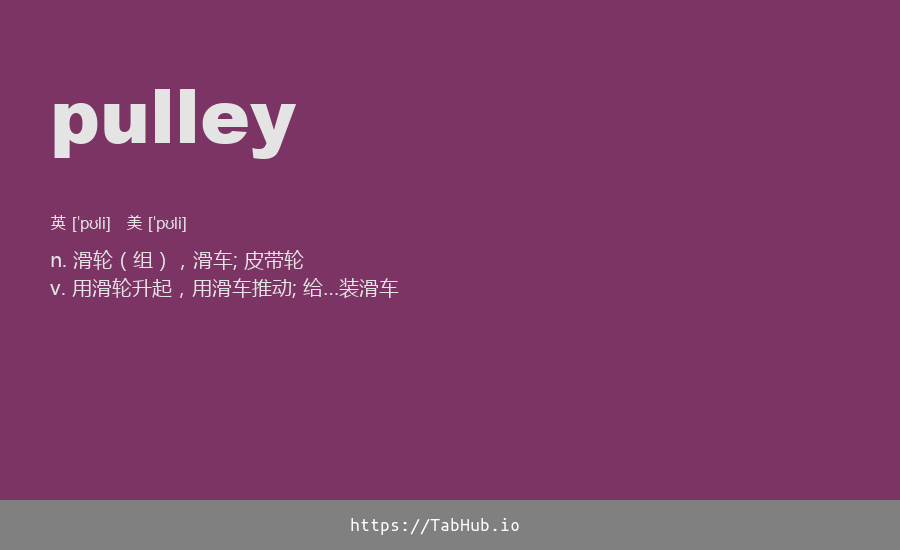 pulley
英 [ˈpʊli] 美 [ˈpʊli]
n. 滑轮（组），滑车; 皮带轮
v. 用滑轮升起，用滑车推动; 给...装滑车
https://TabHub.io